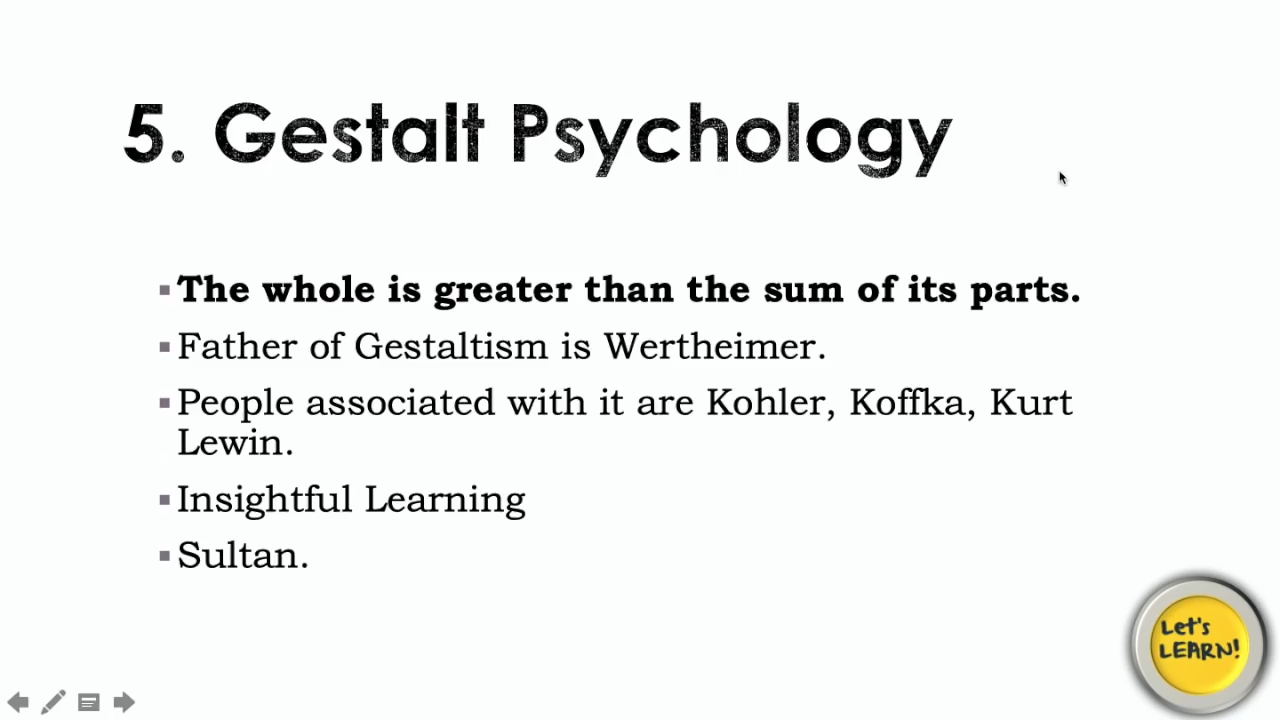 5. Gestalt Psychology
The whole is greater than the sum of its parts.
Father of Gestaltism is Wertheimer.
People associated with it are Kohler, Koffka, Kurt
Lewin.
Insightful Learning
Sultan.
Let's
LEARN!